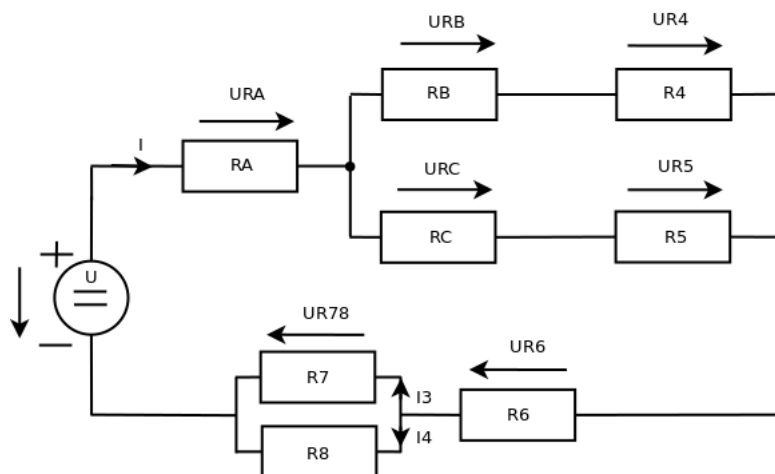 URB
UR4
RB
R4
URA
I
RA
URC
UR5
RC
R5
+
U
=
−
UR78
R7
I3
UR6
R6
I4
R8